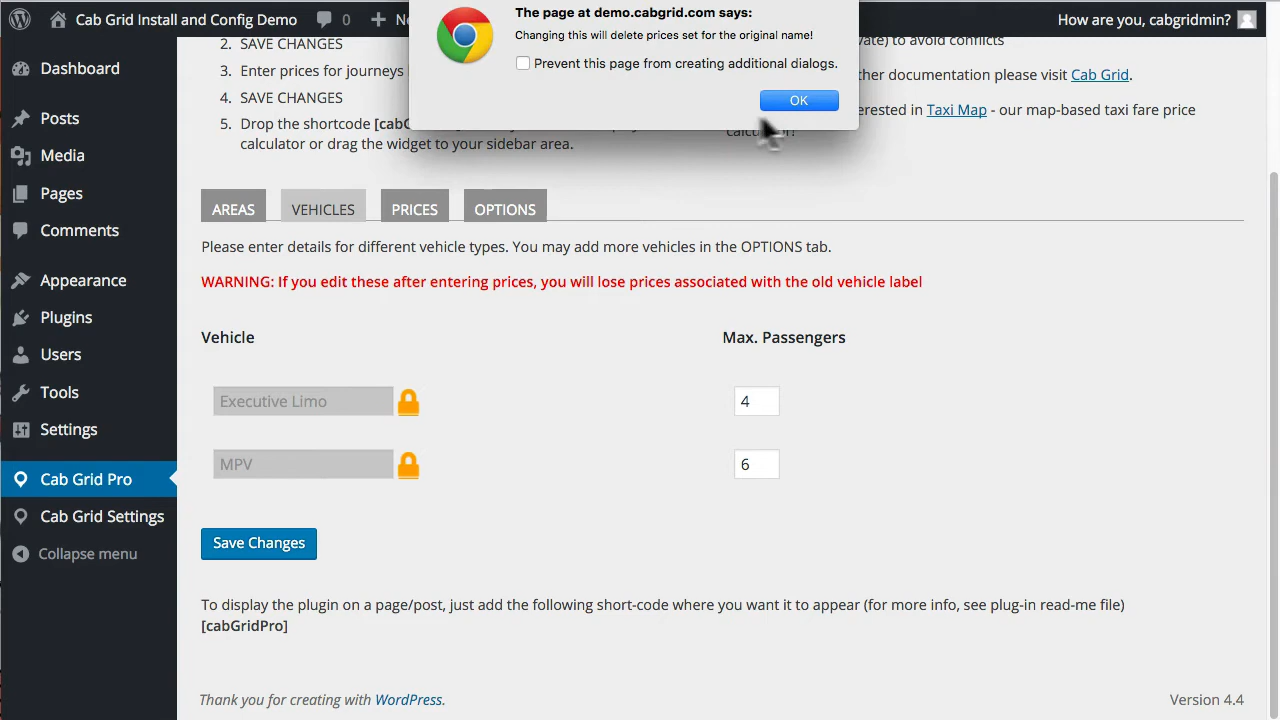 Cab Grid Install and Config Demo
0
Ne
How are you, cabgridmin?
The page at demo.cabgrid.com says:
Changing this will delete prices set for the original name!
Prevent this page from creating additional dialogs.
OK
Dashboard
Posts
Media
Pages
Comments
Appearance
Plugins
Users
Tools
Settings
Cab Grid Pro
Cab Grid Settings
Collapse menu
2. SAVE CHANGES
3. Enter prices for journeys
4. SAVE CHANGES
5. Drop the shortcode
calculator or drag the widget to your sidebar area.
to avoid conflicts
ther documentation please visit Cab Grid.
erested in Taxi Map - our map-based taxi fare price
AREAS
VEHICLES
PRICES
OPTIONS
Please enter details for different vehicle types. You may add more vehicles in the OPTIONS tab.
WARNING: If you edit these after entering prices, you will lose prices associated with the old vehicle label
Vehicle
Max. Passengers
Executive Limo
4
MPV
6
Save Changes
To display the plugin on a page/post, just add the following short-code where you want it to appear (for more info, see plug-in read-me file)
[cabGridPro]
Thank you for creating with WordPress.
Version 4.4